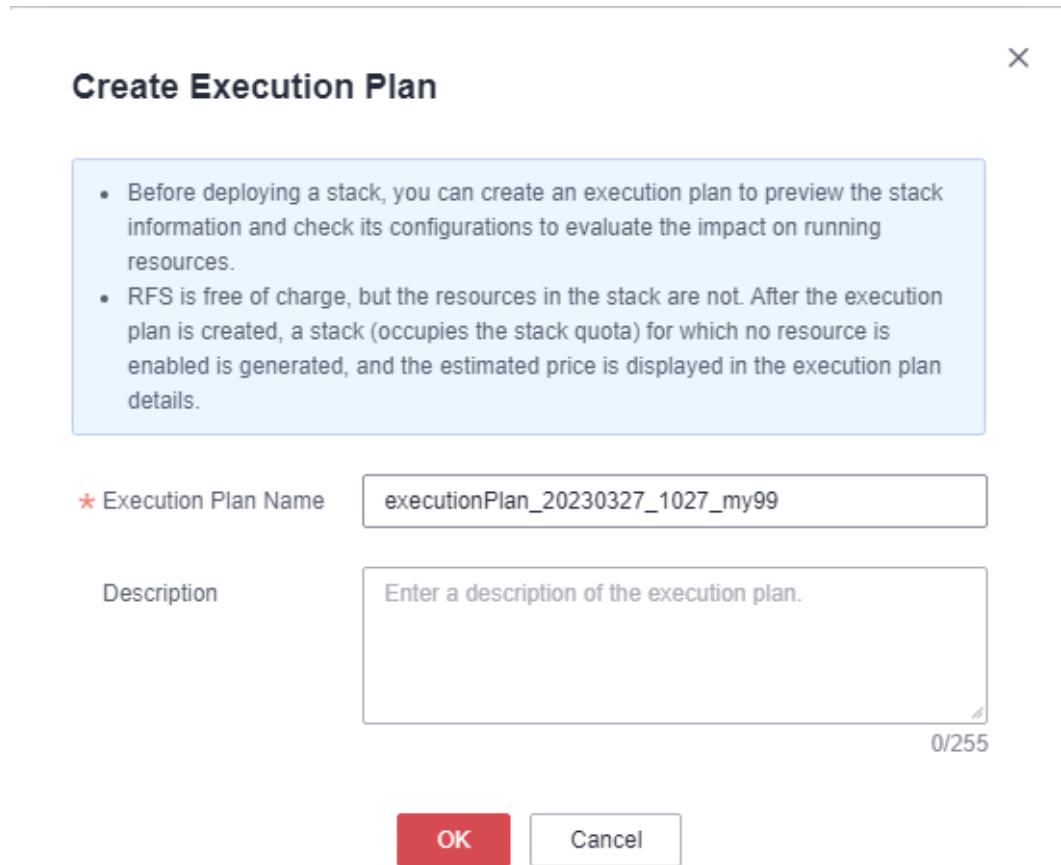 Create Execution Plan
• Before deploying a stack, you can create an execution plan to preview the stack
information and check its configurations to evaluate the impact on running
resources.
• RFS is free of charge, but the resources in the stack are not. After the execution
plan is created, a stack (occupies the stack quota) for which no resource is
enabled is generated, and the estimated price is displayed in the execution plan
details.
* Execution Plan Name executionPlan_20230327_1027_my99
Description Enter a description of the execution plan.
0/255
OK Cancel